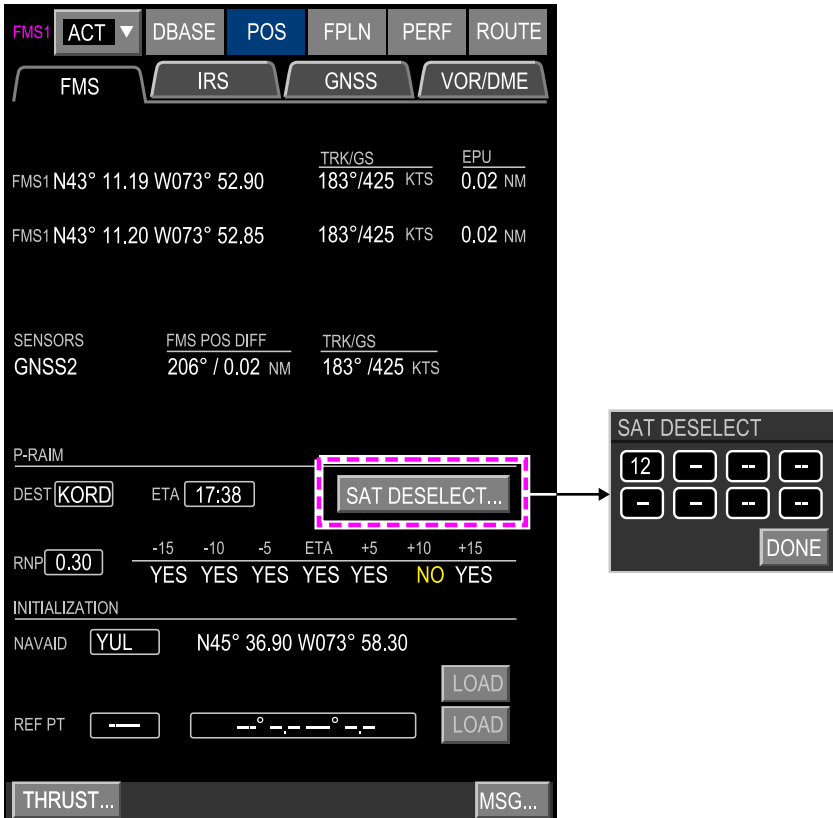 FMS1 ACT DBASE POS FPLN PERF ROUTE
FMS IRS GNSS VOR/DME
TRK/GS EPU
FMS1 N43° 11.19 W073° 52.90 183°/425 KTS 0.02 NM
FMS1 N43° 11.20 W073° 52.85 183°/425 KTS 0.02 NM
SENSORS FMS POS DIFF TRK/GS
GNSS2 206° / 0.02 NM 183° /425 KTS
P-RAIM
DEST KORD ETA 17:38 SAT DESELECT...
-15 -10 -5 ETA +5 +10 +15
RNP 0.30 YES YES YES YES YES NO YES
INITIALIZATION
NAVAID YUL N45° 36.90 W073° 58.30
LOAD
REF PT -–– ––° –.– –––° –.– LOAD
THRUST... MSG...
SAT DESELECT
12 – -- --
– – -- --
DONE